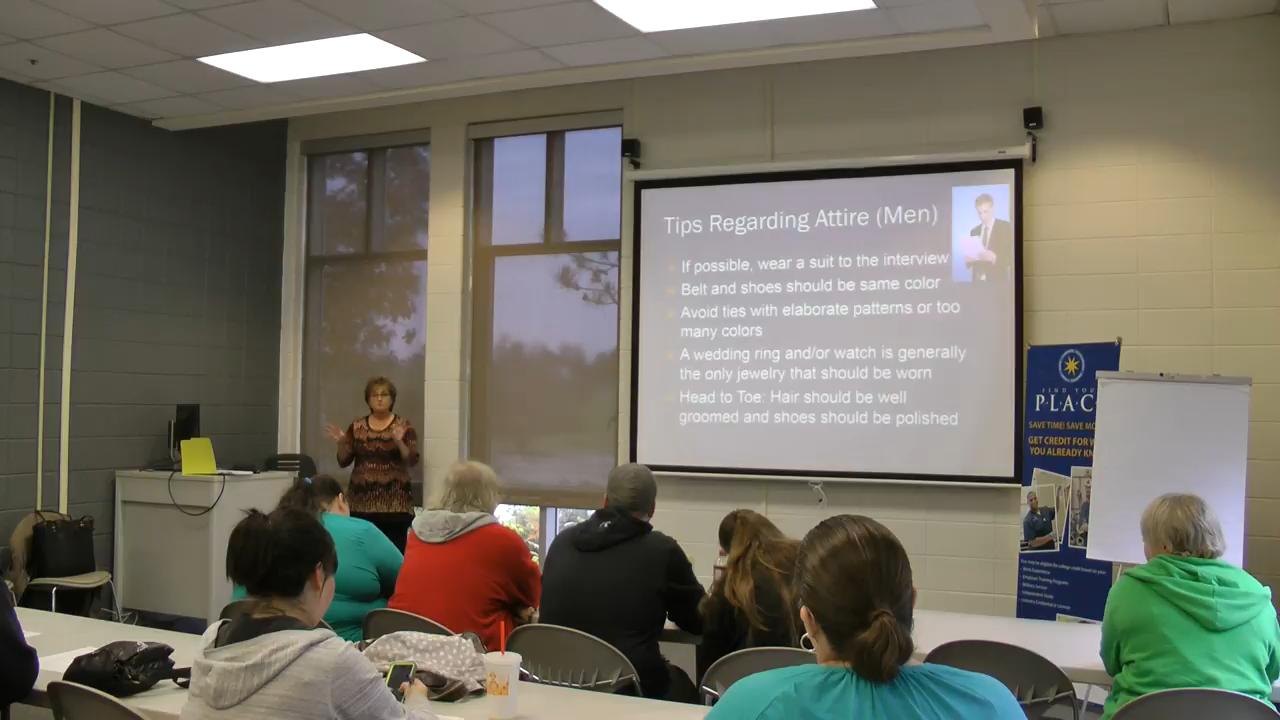 Tips Regarding Attire (Men)
If possible, wear a suit to the interview
Belt and shoes should be same color
Avoid ties with elaborate patterns or too
many colors
A wedding ring and/or watch is generally
the only jewelry that should be worn
Head to Toe: Hair should be well
groomed and shoes should be polished
FIND YOUR
PLAC
SAVE TIME! SAVE MO
GET CREDIT FOR W
YOU ALREADY KN